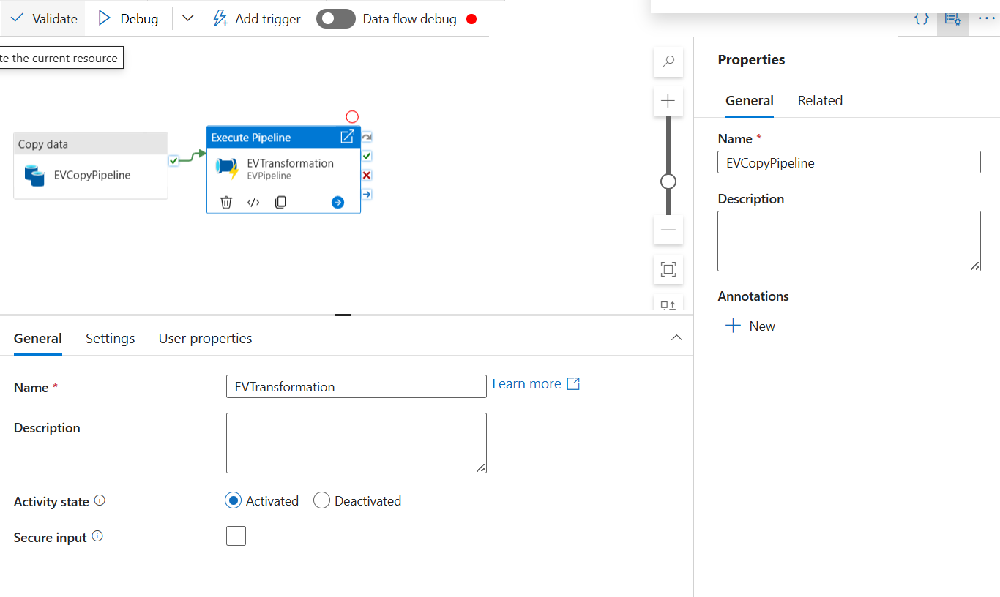 Validate
Debug
Add trigger
Data flow debug
{}
...
te the current resource
Copy data
EVCopyPipeline
Execute Pipeline
EVTransformation
EVPipeline
</>
Properties
General Related
Name *
EVCopyPipeline
Description
Annotations
New
General Settings User properties
Name * EVTransformation Learn more
Description
Activity state Activated Deactivated
Secure input